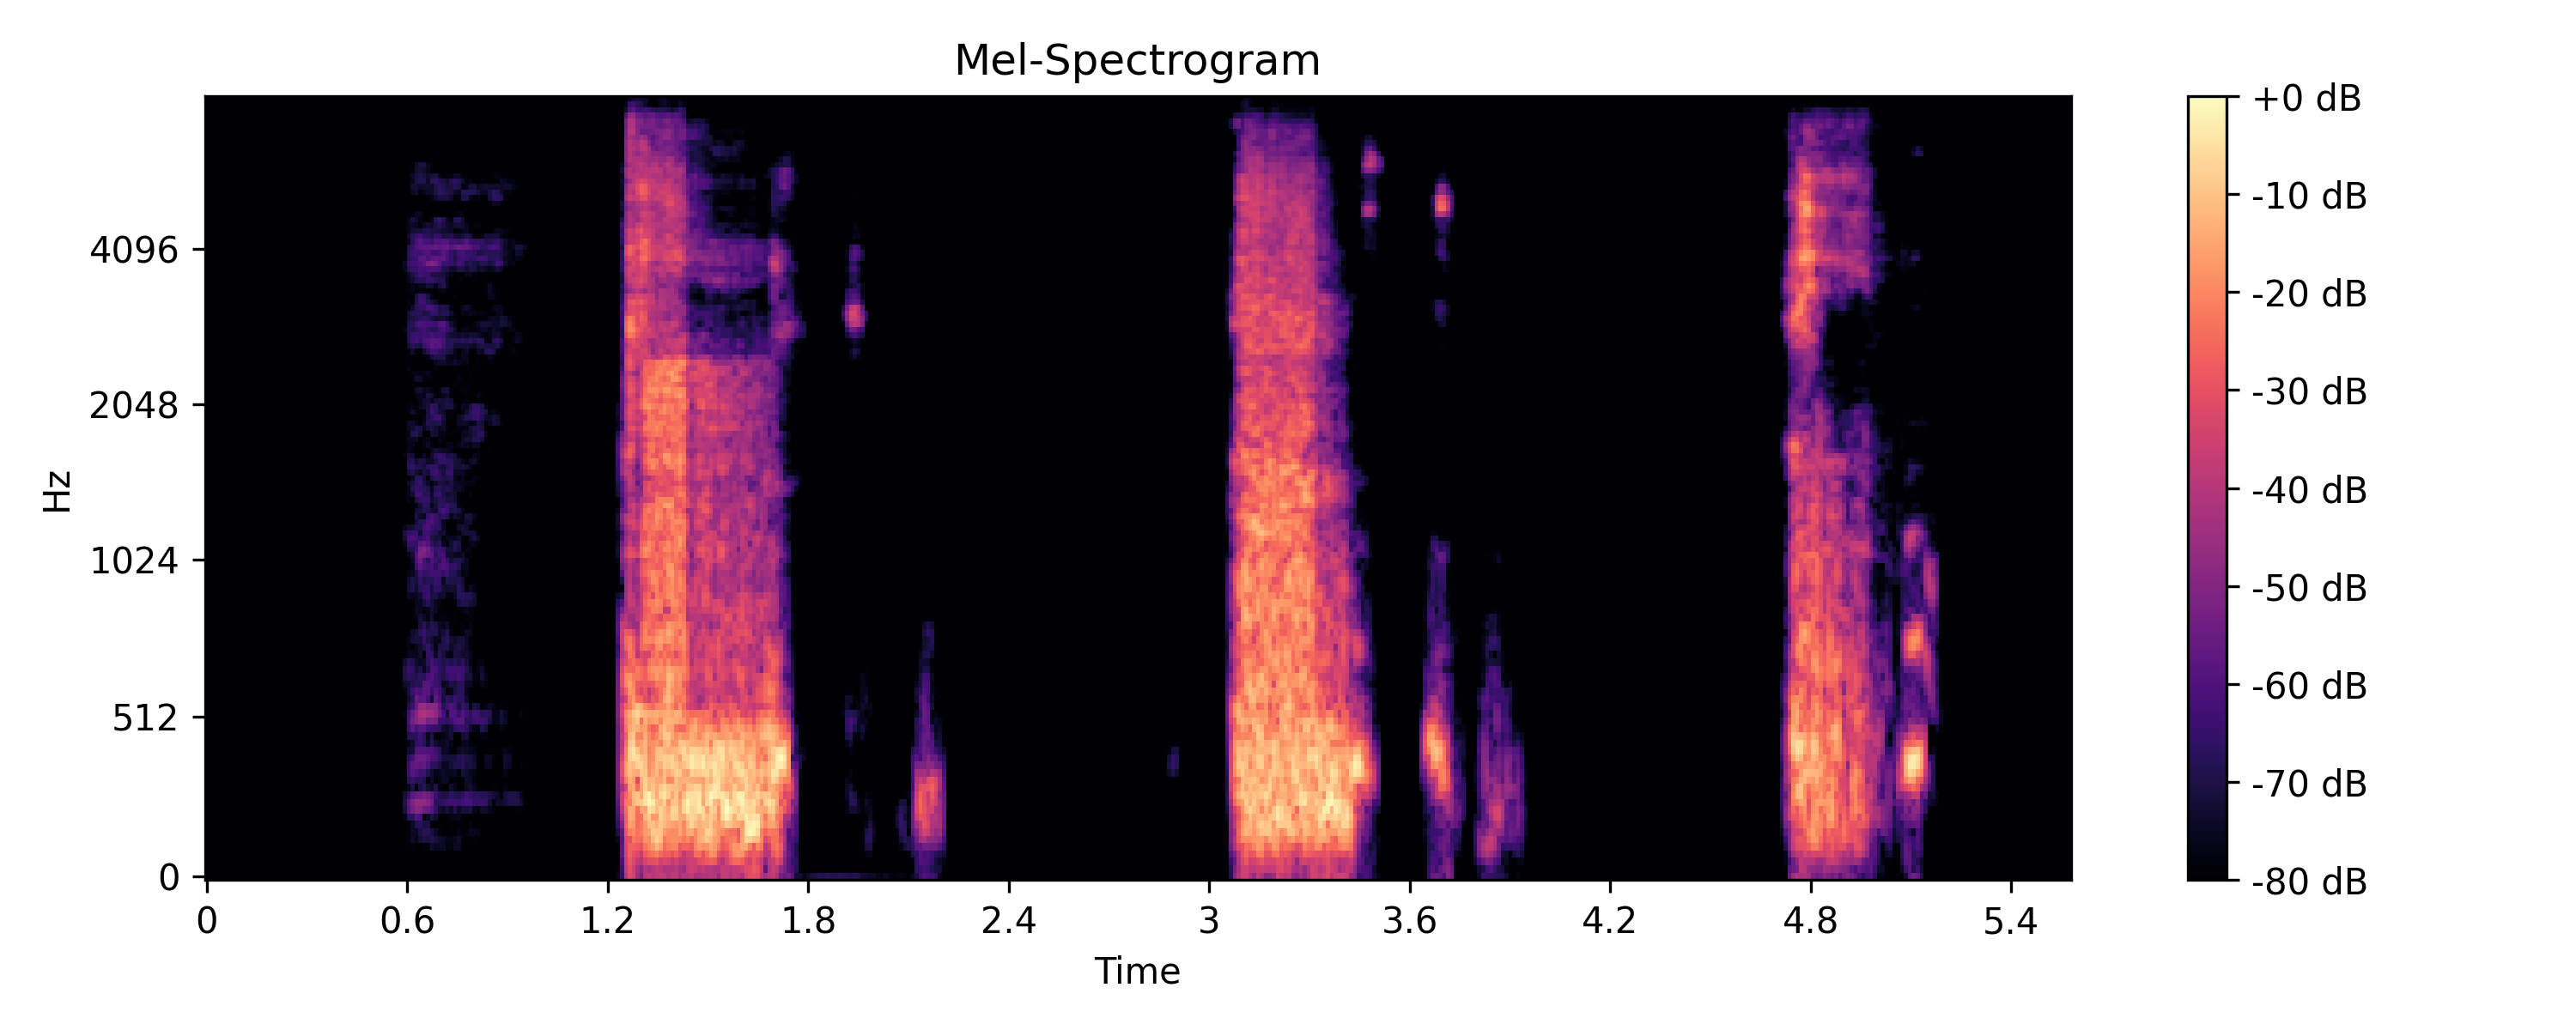 Mel-Spectrogram
+0 dB
-10 dB
4096
-20 dB
2048
-30 dB
Hz
-40 dB
1024
-50 dB
512
-60 dB
-70 dB
0
-80 dB
0 0.6 1.2 1.8 2.4 3 3.6 4.2 4.8 5.4
Time